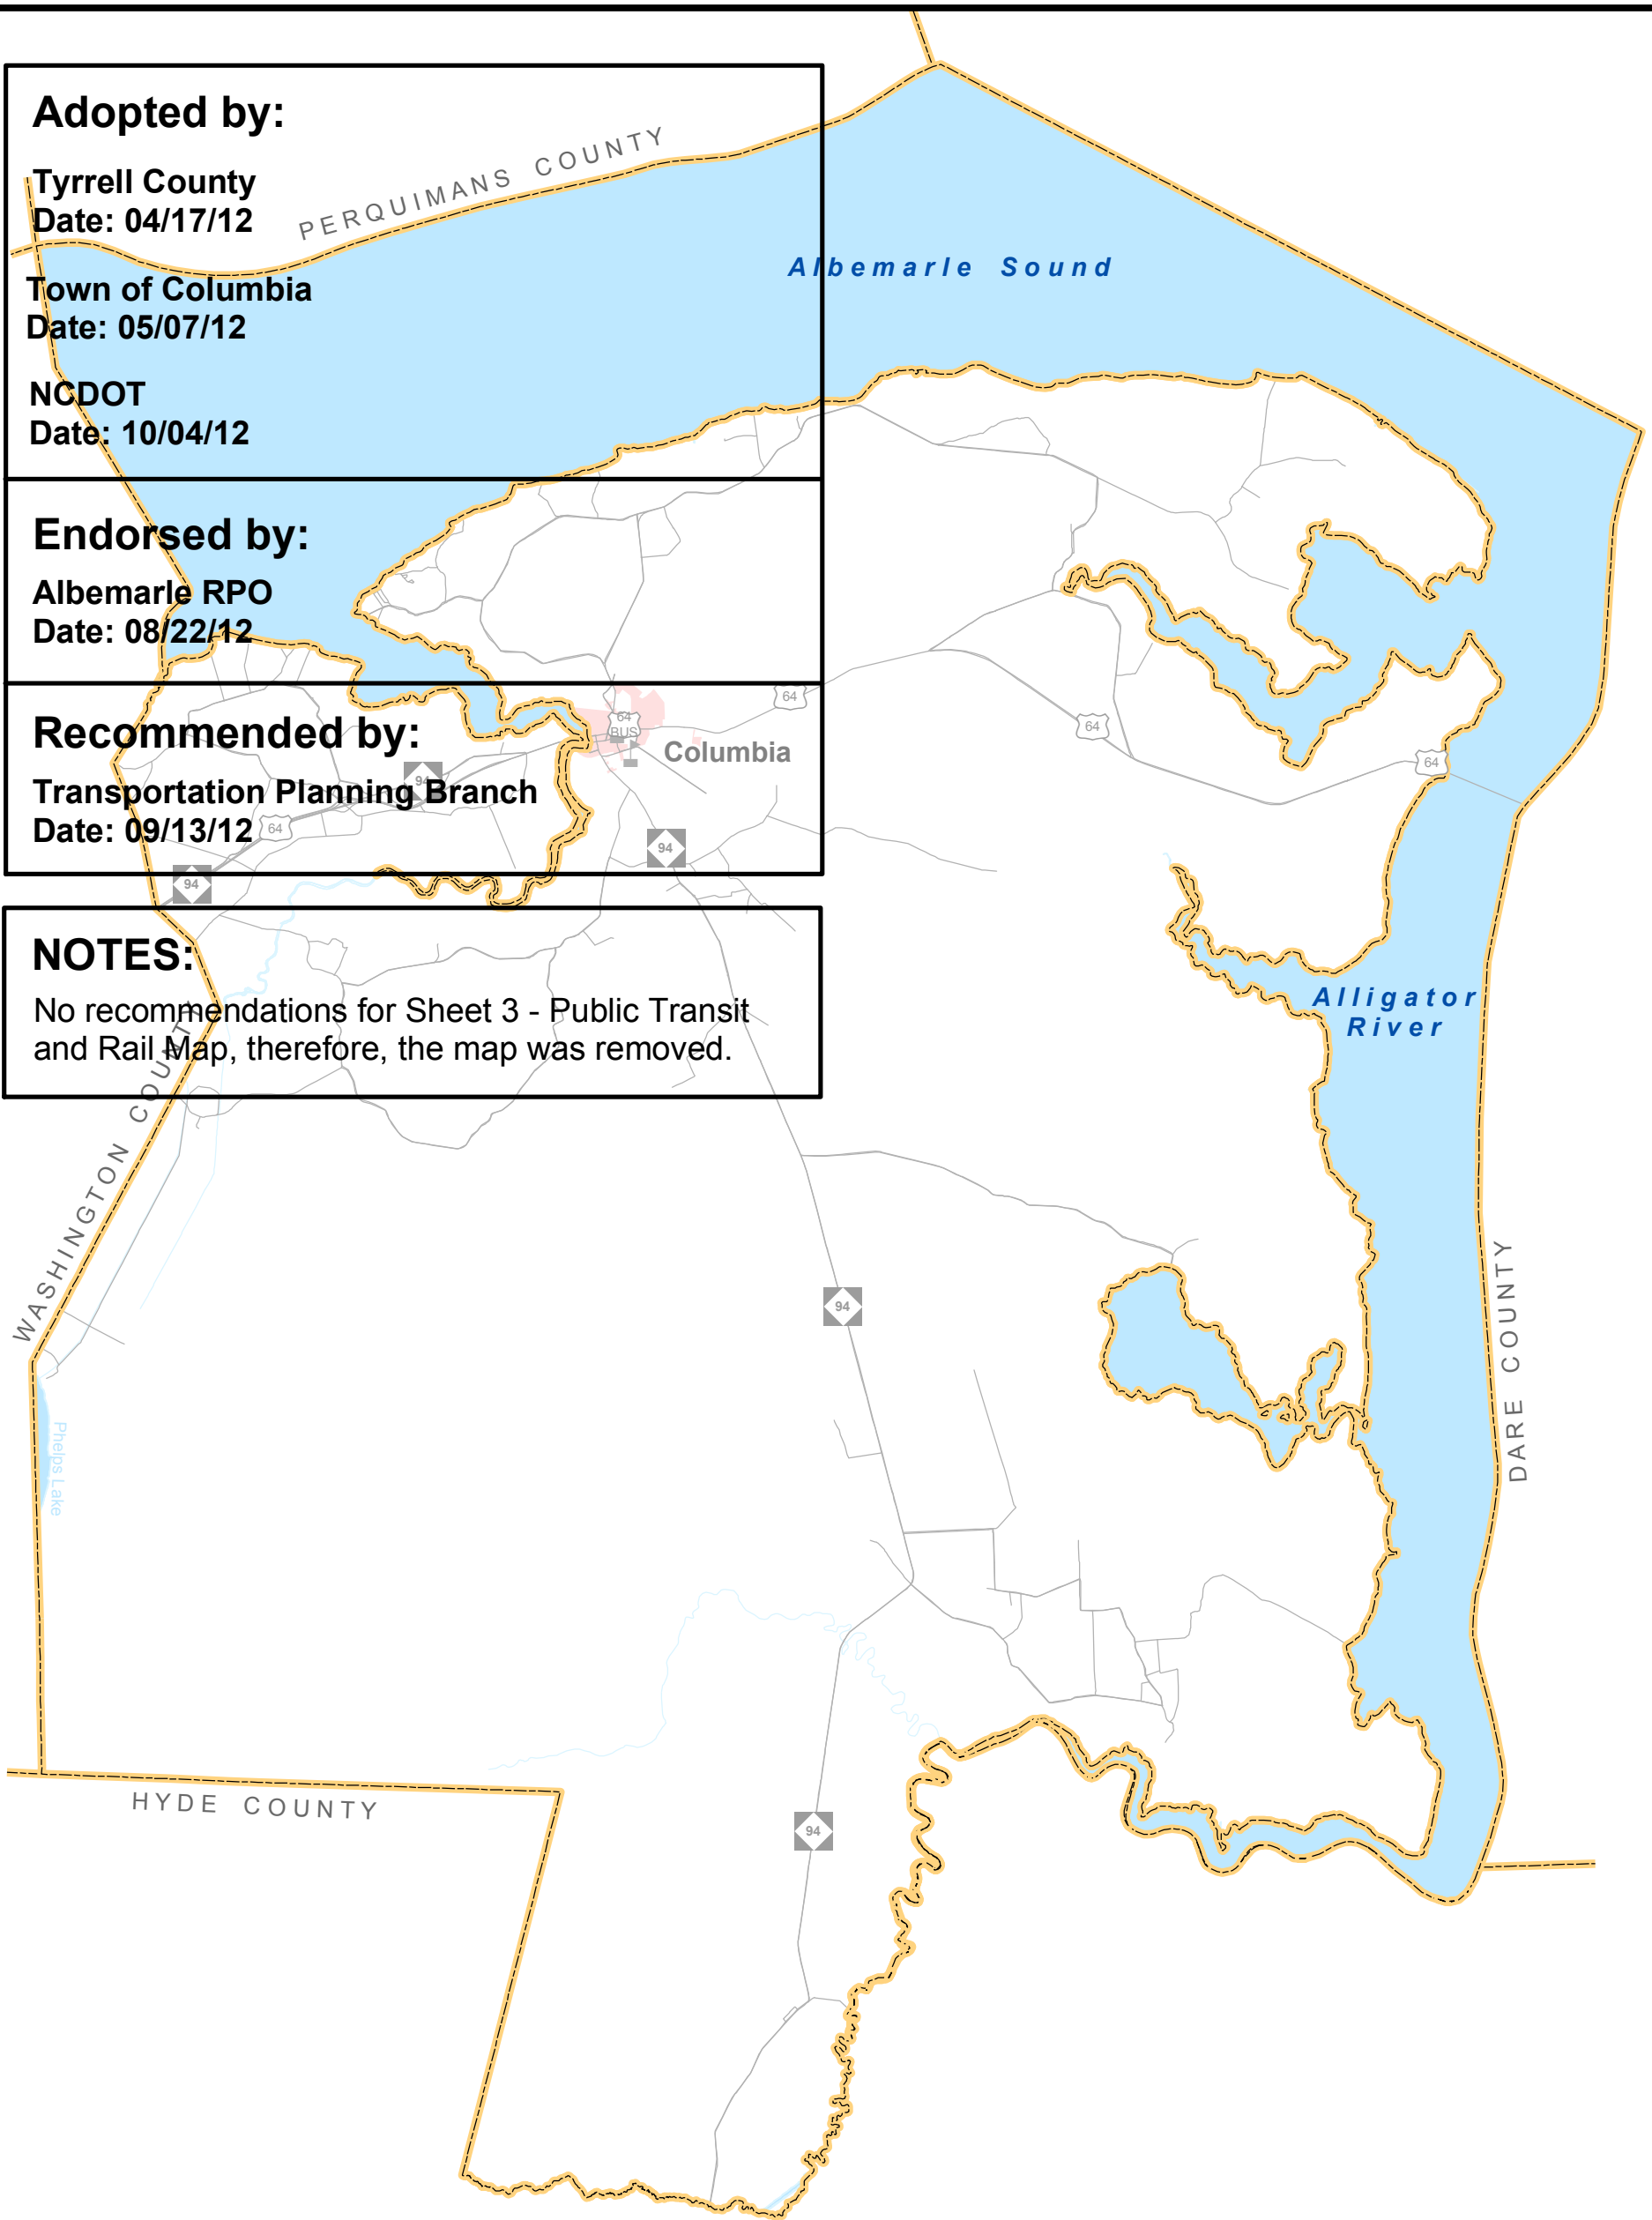 Adopted by:
Tyrrell County
Date: 04/17/12
Town of Columbia
Date: 05/07/12
NCDOT
Date: 10/04/12
Endorsed by:
Albemarle RPO
Date: 08/22/12
Recommended by:
Transportation Planning Branch
Date: 09/13/12
NOTES:
No recommendations for Sheet 3 - Public Transit
and Rail Map, therefore, the map was removed.
PERQUIMANS COUNTY
Albemarle Sound
64
64
BUS
Columbia
64
64
94
64
94
94
Alligator
River
WASHINGTON COUNTY
DARE COUNTY
94
Phelps Lake
HYDE COUNTY
94